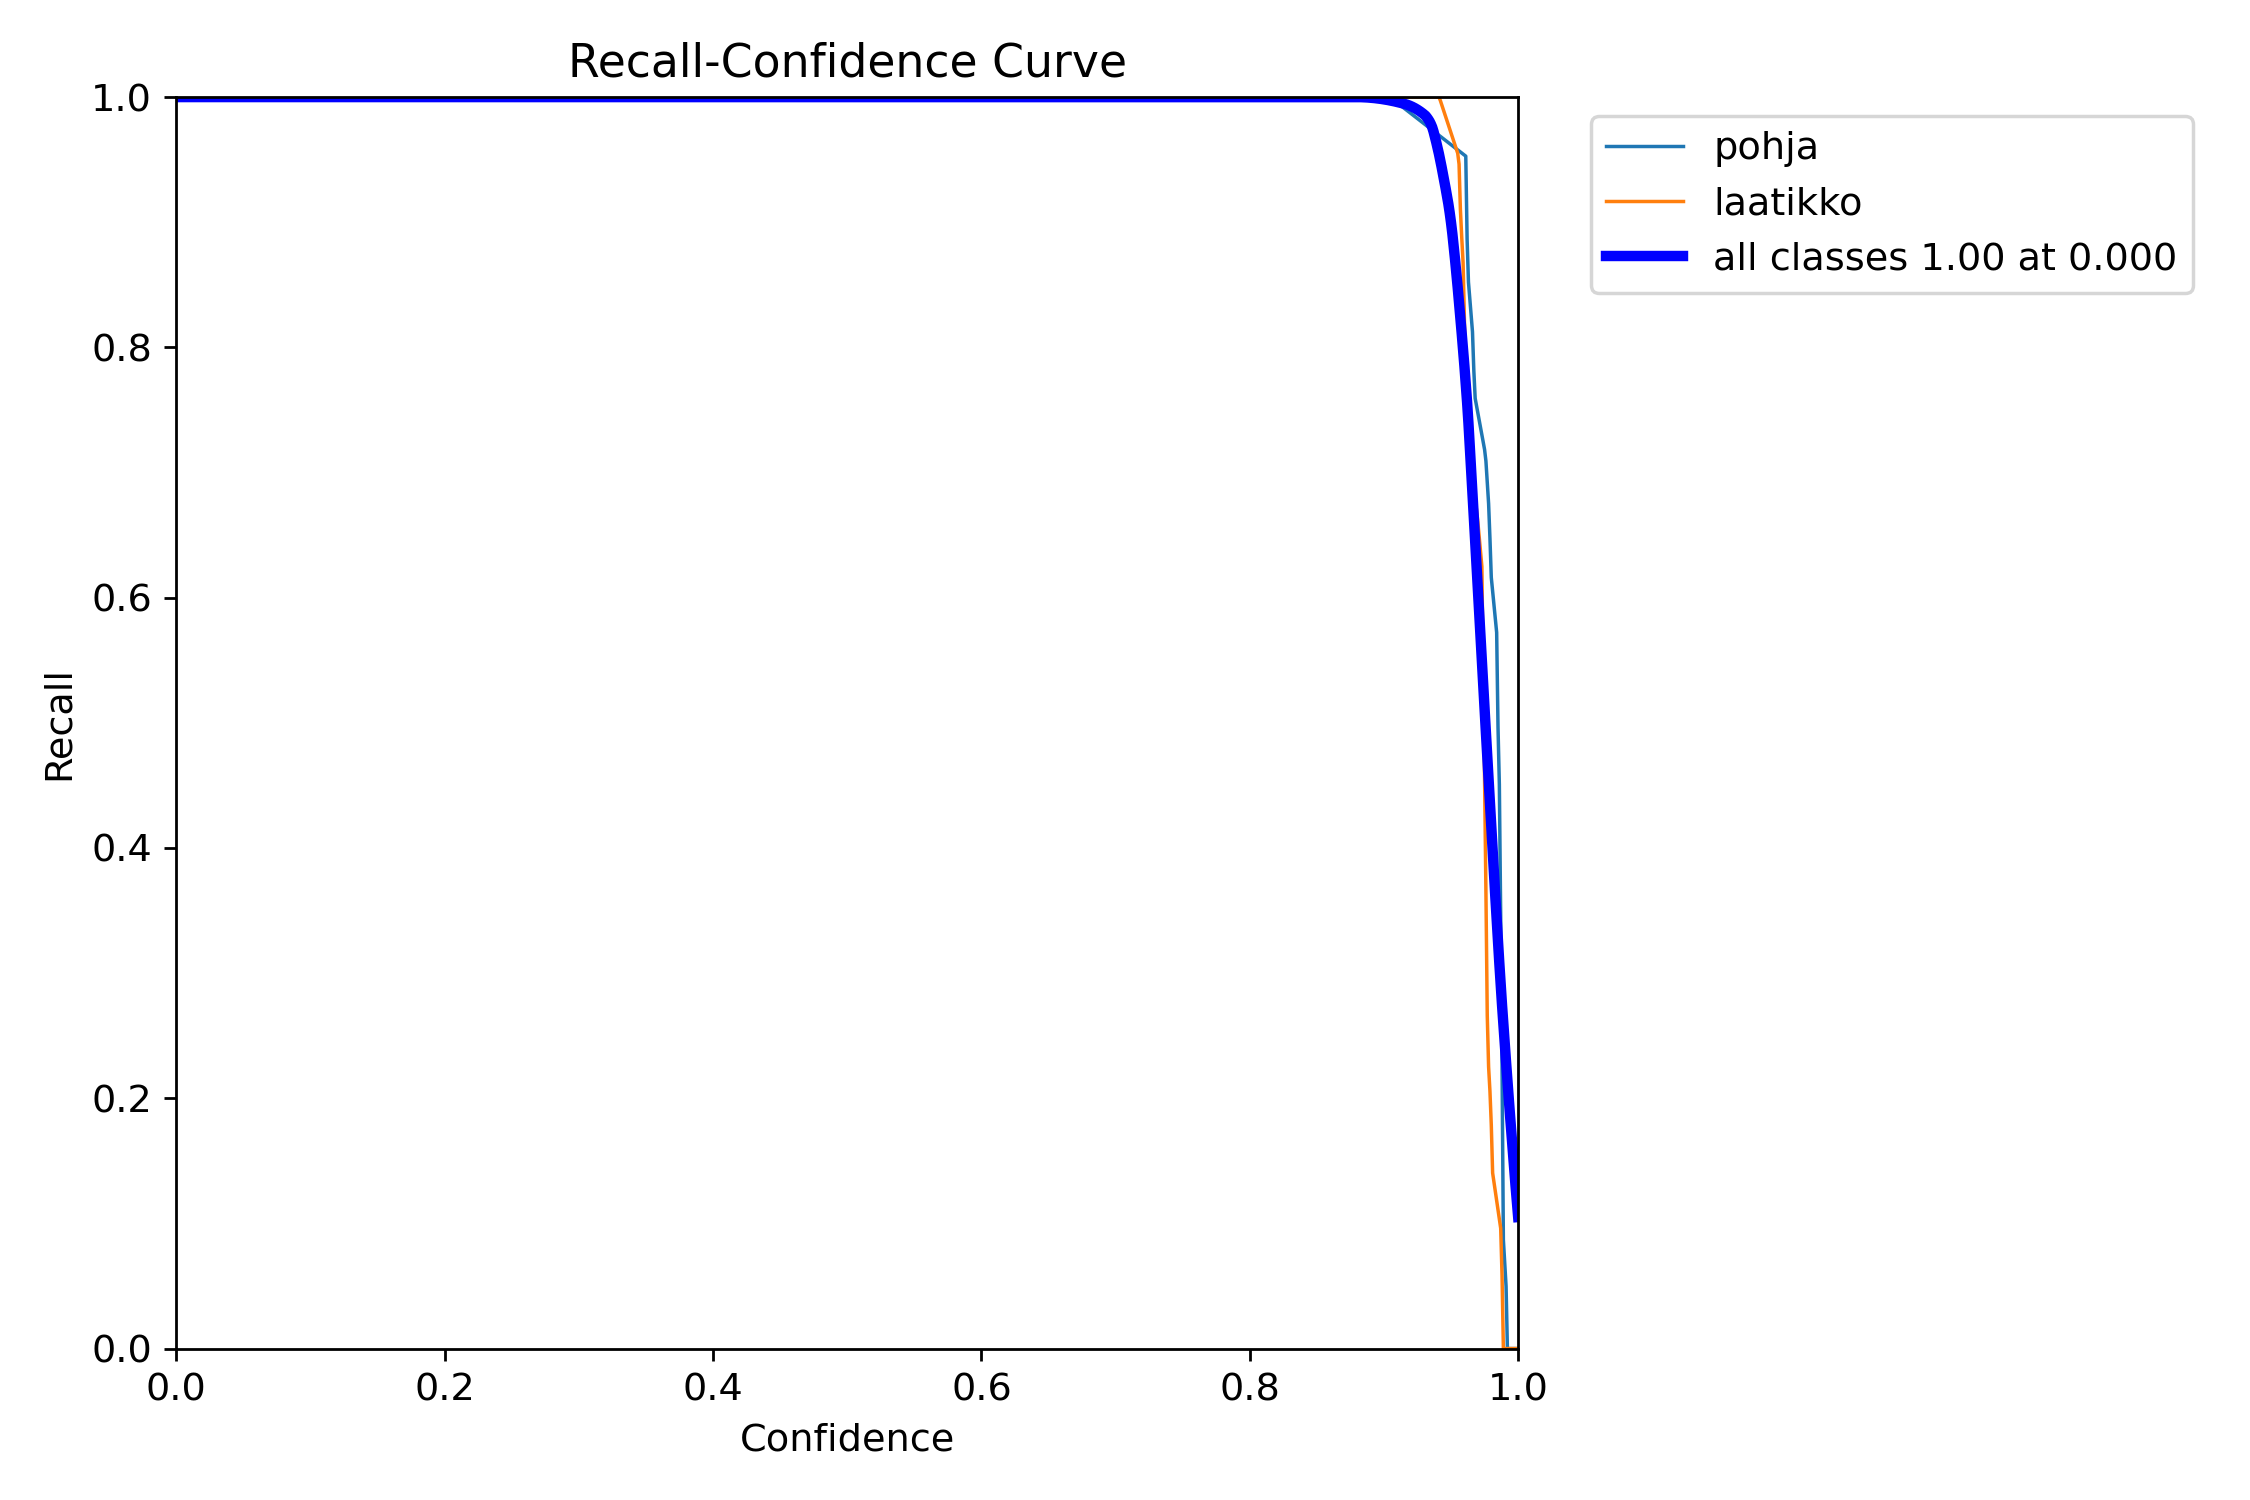 Recall-Confidence Curve
1.0
0.8
0.6
0.4
0.2
0.0
Recall
0.0 0.2 0.4 0.6 0.8 1.0
Confidence
pohja
laatikko
all classes 1.00 at 0.000